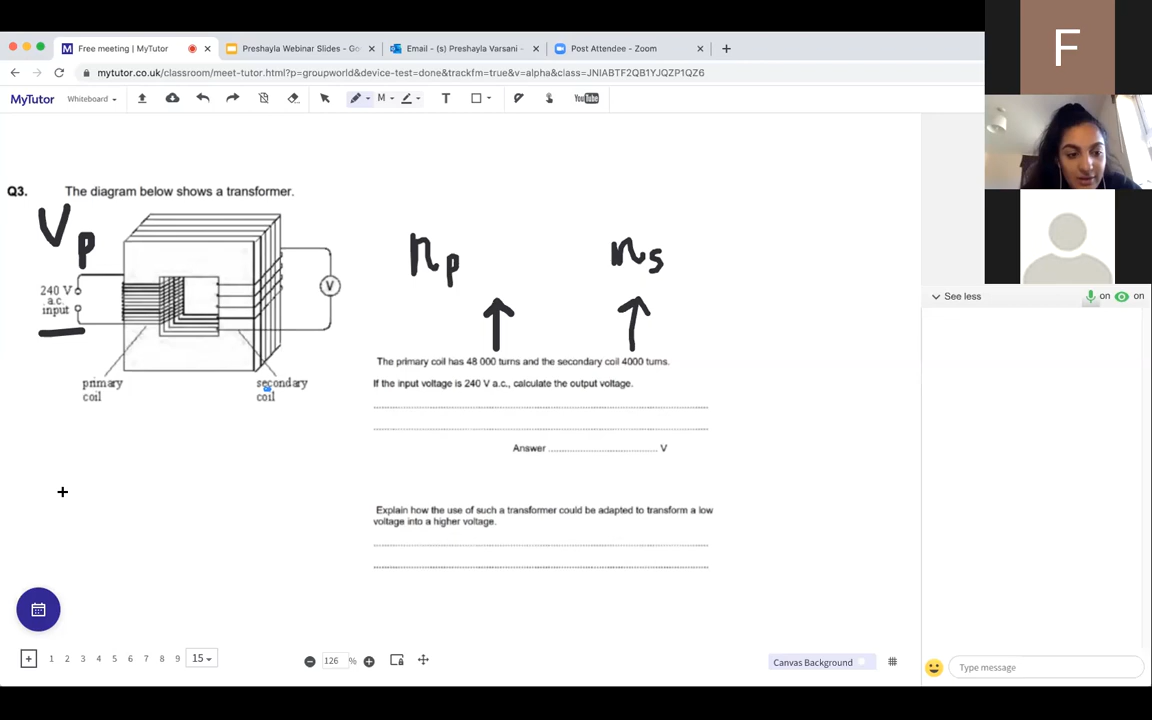 F
Free meeting | MyTutor
Preshayla Webinar Slides - Go
Email - (s) Preshayla Varsani -
Post Attendee - Zoom
mytutor.co.uk/classroom/meet-tutor.html?p=groupworld&device-test=done&trackfm=true&v=alpha&class=JNIABTF2QB1YJQZP1QZ6
MyTutor
Whiteboard
M
T
YouTube
Q3. The diagram below shows a transformer.
Vp
np
ns
240 V
a.c.
input
V
primary
coil
secondary
coil
The primary coil has 48 000 turns and the secondary coil 4000 turns.
If the input voltage is 240 V a.c., calculate the output voltage.
Answer ........................................ V
Explain how the use of such a transformer could be adapted to transform a low
voltage into a higher voltage.
See less
on
on
1 2 3 4 5 6 7 8 9 15
126 %
Canvas Background
Type message